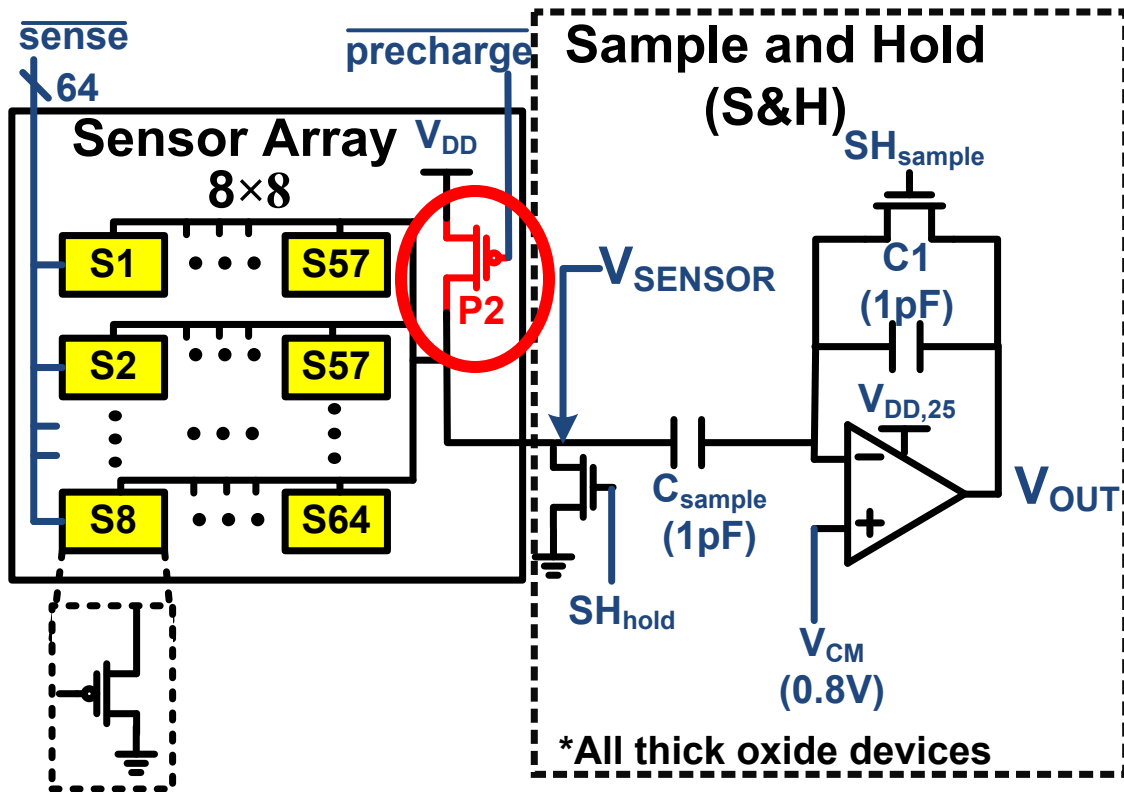 sense
64
precharge
Sample and Hold
(S&H)
Sensor Array
8×8
VDD
SHsample
S1
S57
P2
VSENSOR
C1
(1pF)
S2
S57
VDD,25
S8
S64
Csample
(1pF)
−
+
VOUT
SHhold
VCM
(0.8V)
*All thick oxide devices